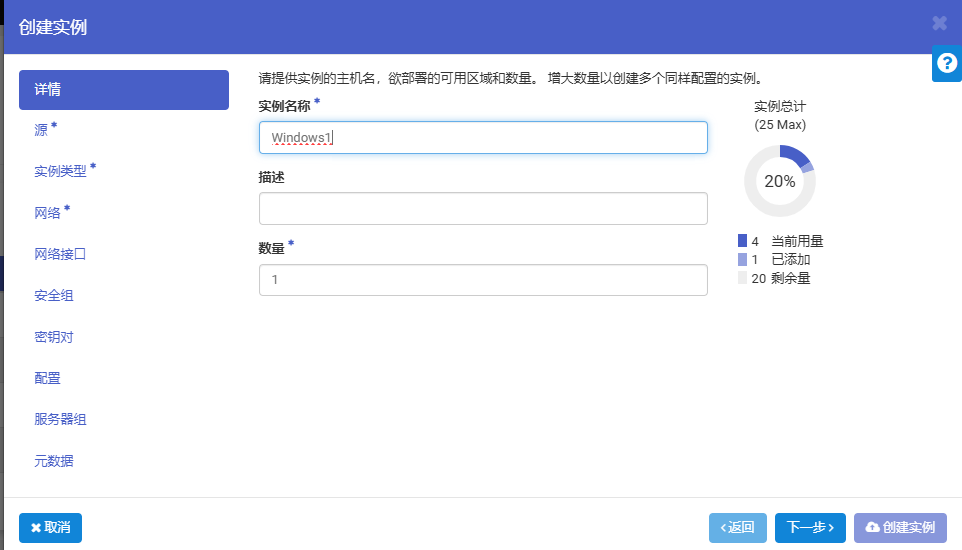 创建实例
详情
源 *
实例类型 *
网络 *
网络接口
安全组
密钥对
配置
服务器组
元数据
请提供实例的主机名，欲部署的可用区域和数量。 增大数量以创建多个同样配置的实例。
实例名称 *
Windows1
描述
数量 *
1
实例总计
(25 Max)
20%
4 当前用量
1 已添加
20 剩余量
✖ 取消
‹ 返回
下一步 ›
创建实例
?